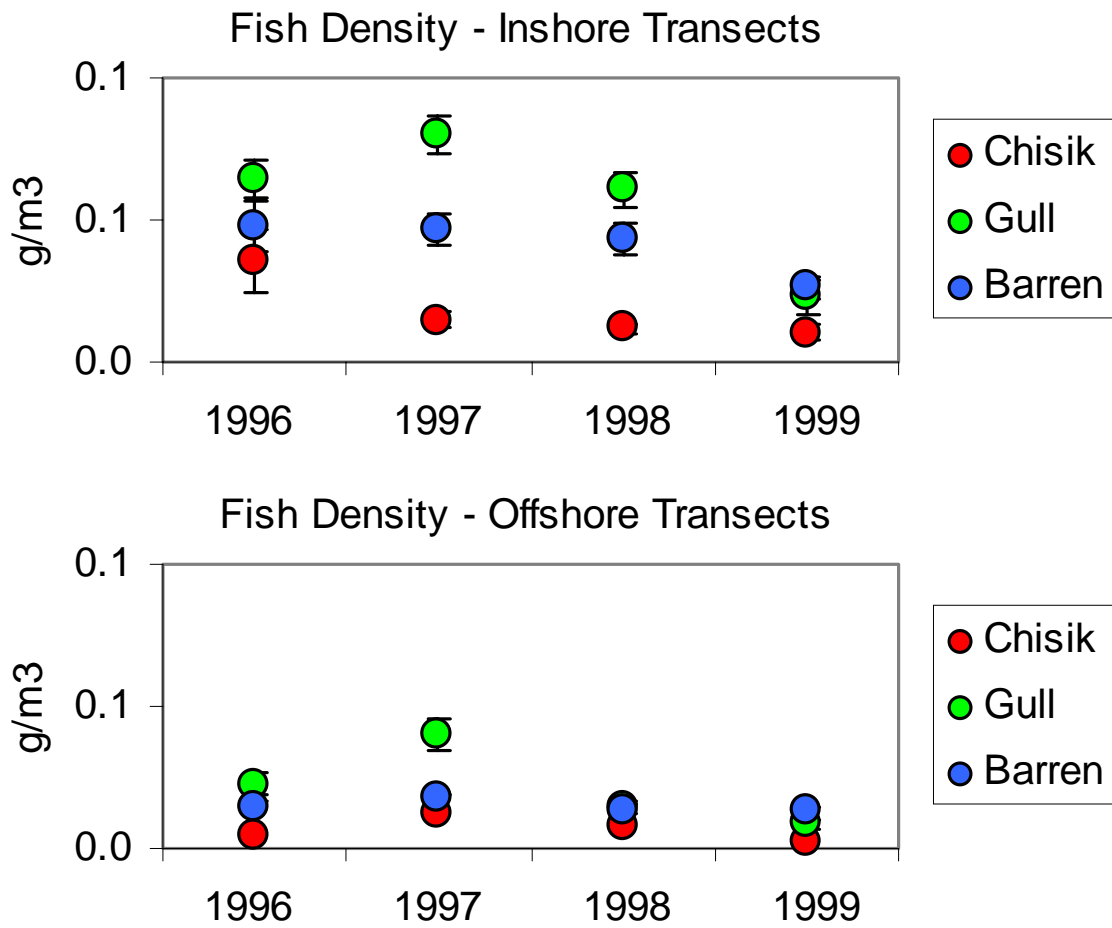 Fish Density - Inshore Transects
0.1
0.1
0.0
g/m3
1996 1997 1998 1999
Chisik
Gull
Barren
Fish Density - Offshore Transects
0.1
0.1
0.0
g/m3
1996 1997 1998 1999
Chisik
Gull
Barren